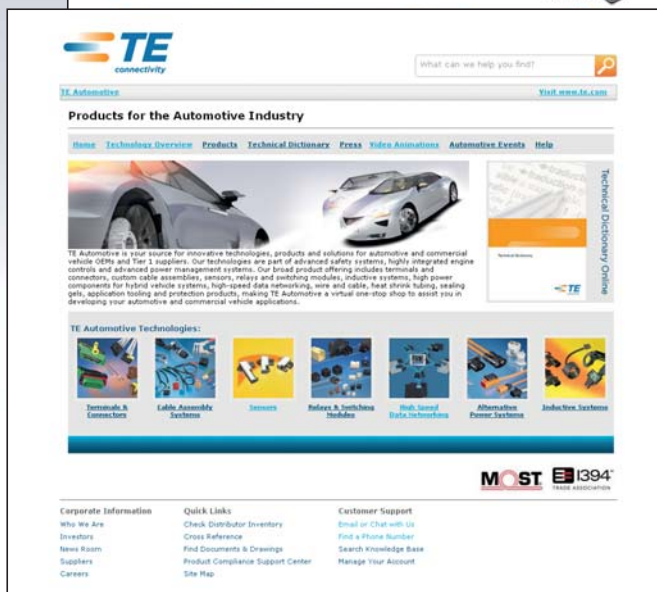 TE
connectivity
What can we help you find?
TE Automotive
Visit www.te.com
Products for the Automotive Industry
Home Technology Overview Products Technical Dictionary Press Video Animations Automotive Events Help
TE Automotive is your source for innovative technologies, products and solutions for automotive and commercial
vehicle OEMs and Tier 1 suppliers. Our technologies are part of advanced safety systems, highly integrated engine
controls and advanced power management systems. Our broad product offering includes terminals and
connectors, custom cable assemblies, sensors, relays and switching modules, inductive systems, high power
components for hybrid vehicle systems, high-speed data networking, wire and cable, heat shrink tubing, sealing
gels, application tooling and protection products, making TE Automotive a virtual one-stop shop to assist you in
developing your automotive and commercial vehicle applications.
Technical Dictionary
TE
Technical Dictionary Online
TE Automotive Technologies:
Terminals &
Connectors
Cable Assembly
Systems
Sensors
Relays & Switching
Modules
High Speed
Data Networking
Alternative
Power Systems
Inductive Systems
MOST
1394
TRADE ASSOCIATION
Corporate Information
Who We Are
Investors
News Room
Suppliers
Careers
Quick Links
Check Distributor Inventory
Cross Reference
Find Documents & Drawings
Product Compliance Support Center
Site Map
Customer Support
Email or Chat with Us
Find a Phone Number
Search Knowledge Base
Manage Your Account